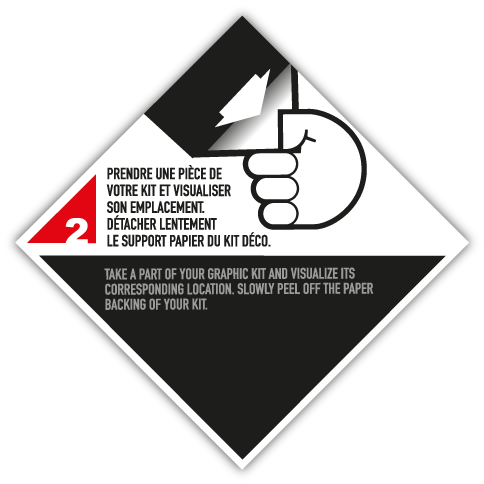 PRENDRE UNE PIÈCE DE
VOTRE KIT ET VISUALISER
SON EMPLACEMENT.
DÉTACHER LENTEMENT
LE SUPPORT PAPIER DU KIT DÉCO.
2
TAKE A PART OF YOUR GRAPHIC KIT AND VISUALIZE ITS
CORRESPONDING LOCATION. SLOWLY PEEL OFF THE PAPER
BACKING OF YOUR KIT.